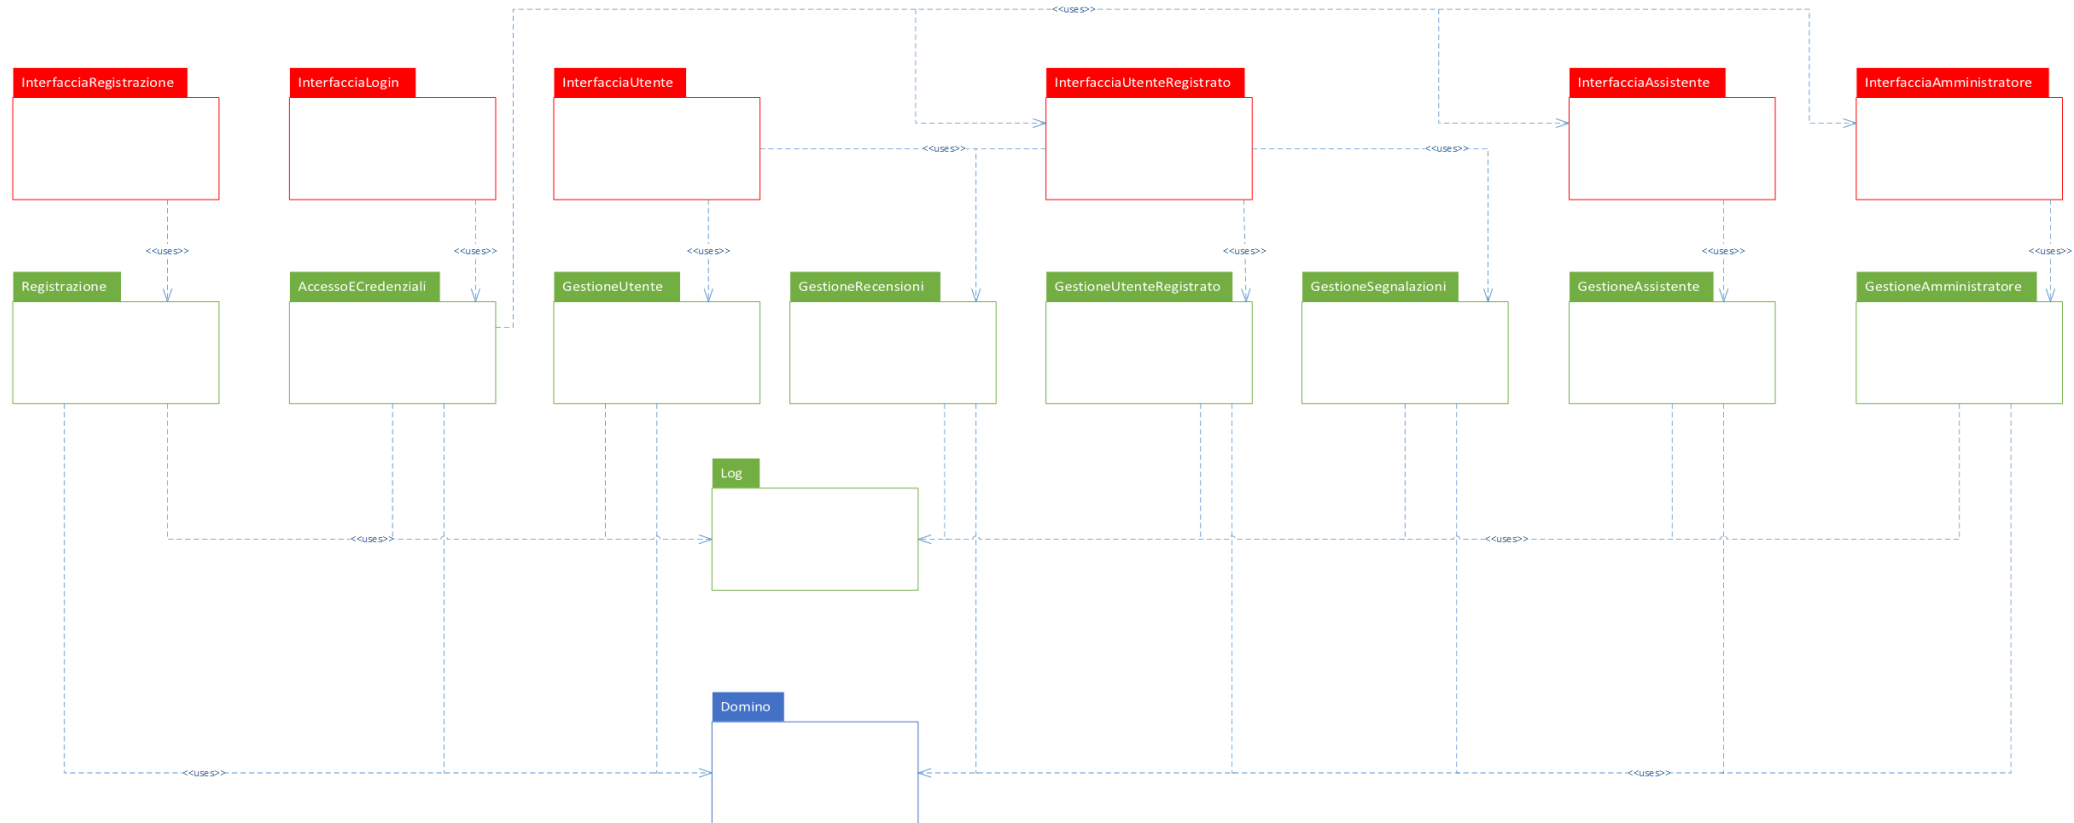 <<uses>>
InterfacciaRegistrazione
InterfacciaLogin
InterfacciaUtente
InterfacciaUtenteRegistrato
InterfacciaAssistente
InterfacciaAmministratore
<<uses>>
<<uses>>
<<uses>>
<<uses>>
<<uses>>
<<uses>>
<<uses>>
<<uses>>
Registrazione
AccessoECredenziali
GestioneUtente
GestioneRecensioni
GestioneUtenteRegistrato
GestioneSegnalazioni
GestioneAssistente
GestioneAmministratore
Log
<<uses>>
<<uses>>
Domino
<<uses>>
<<uses>>